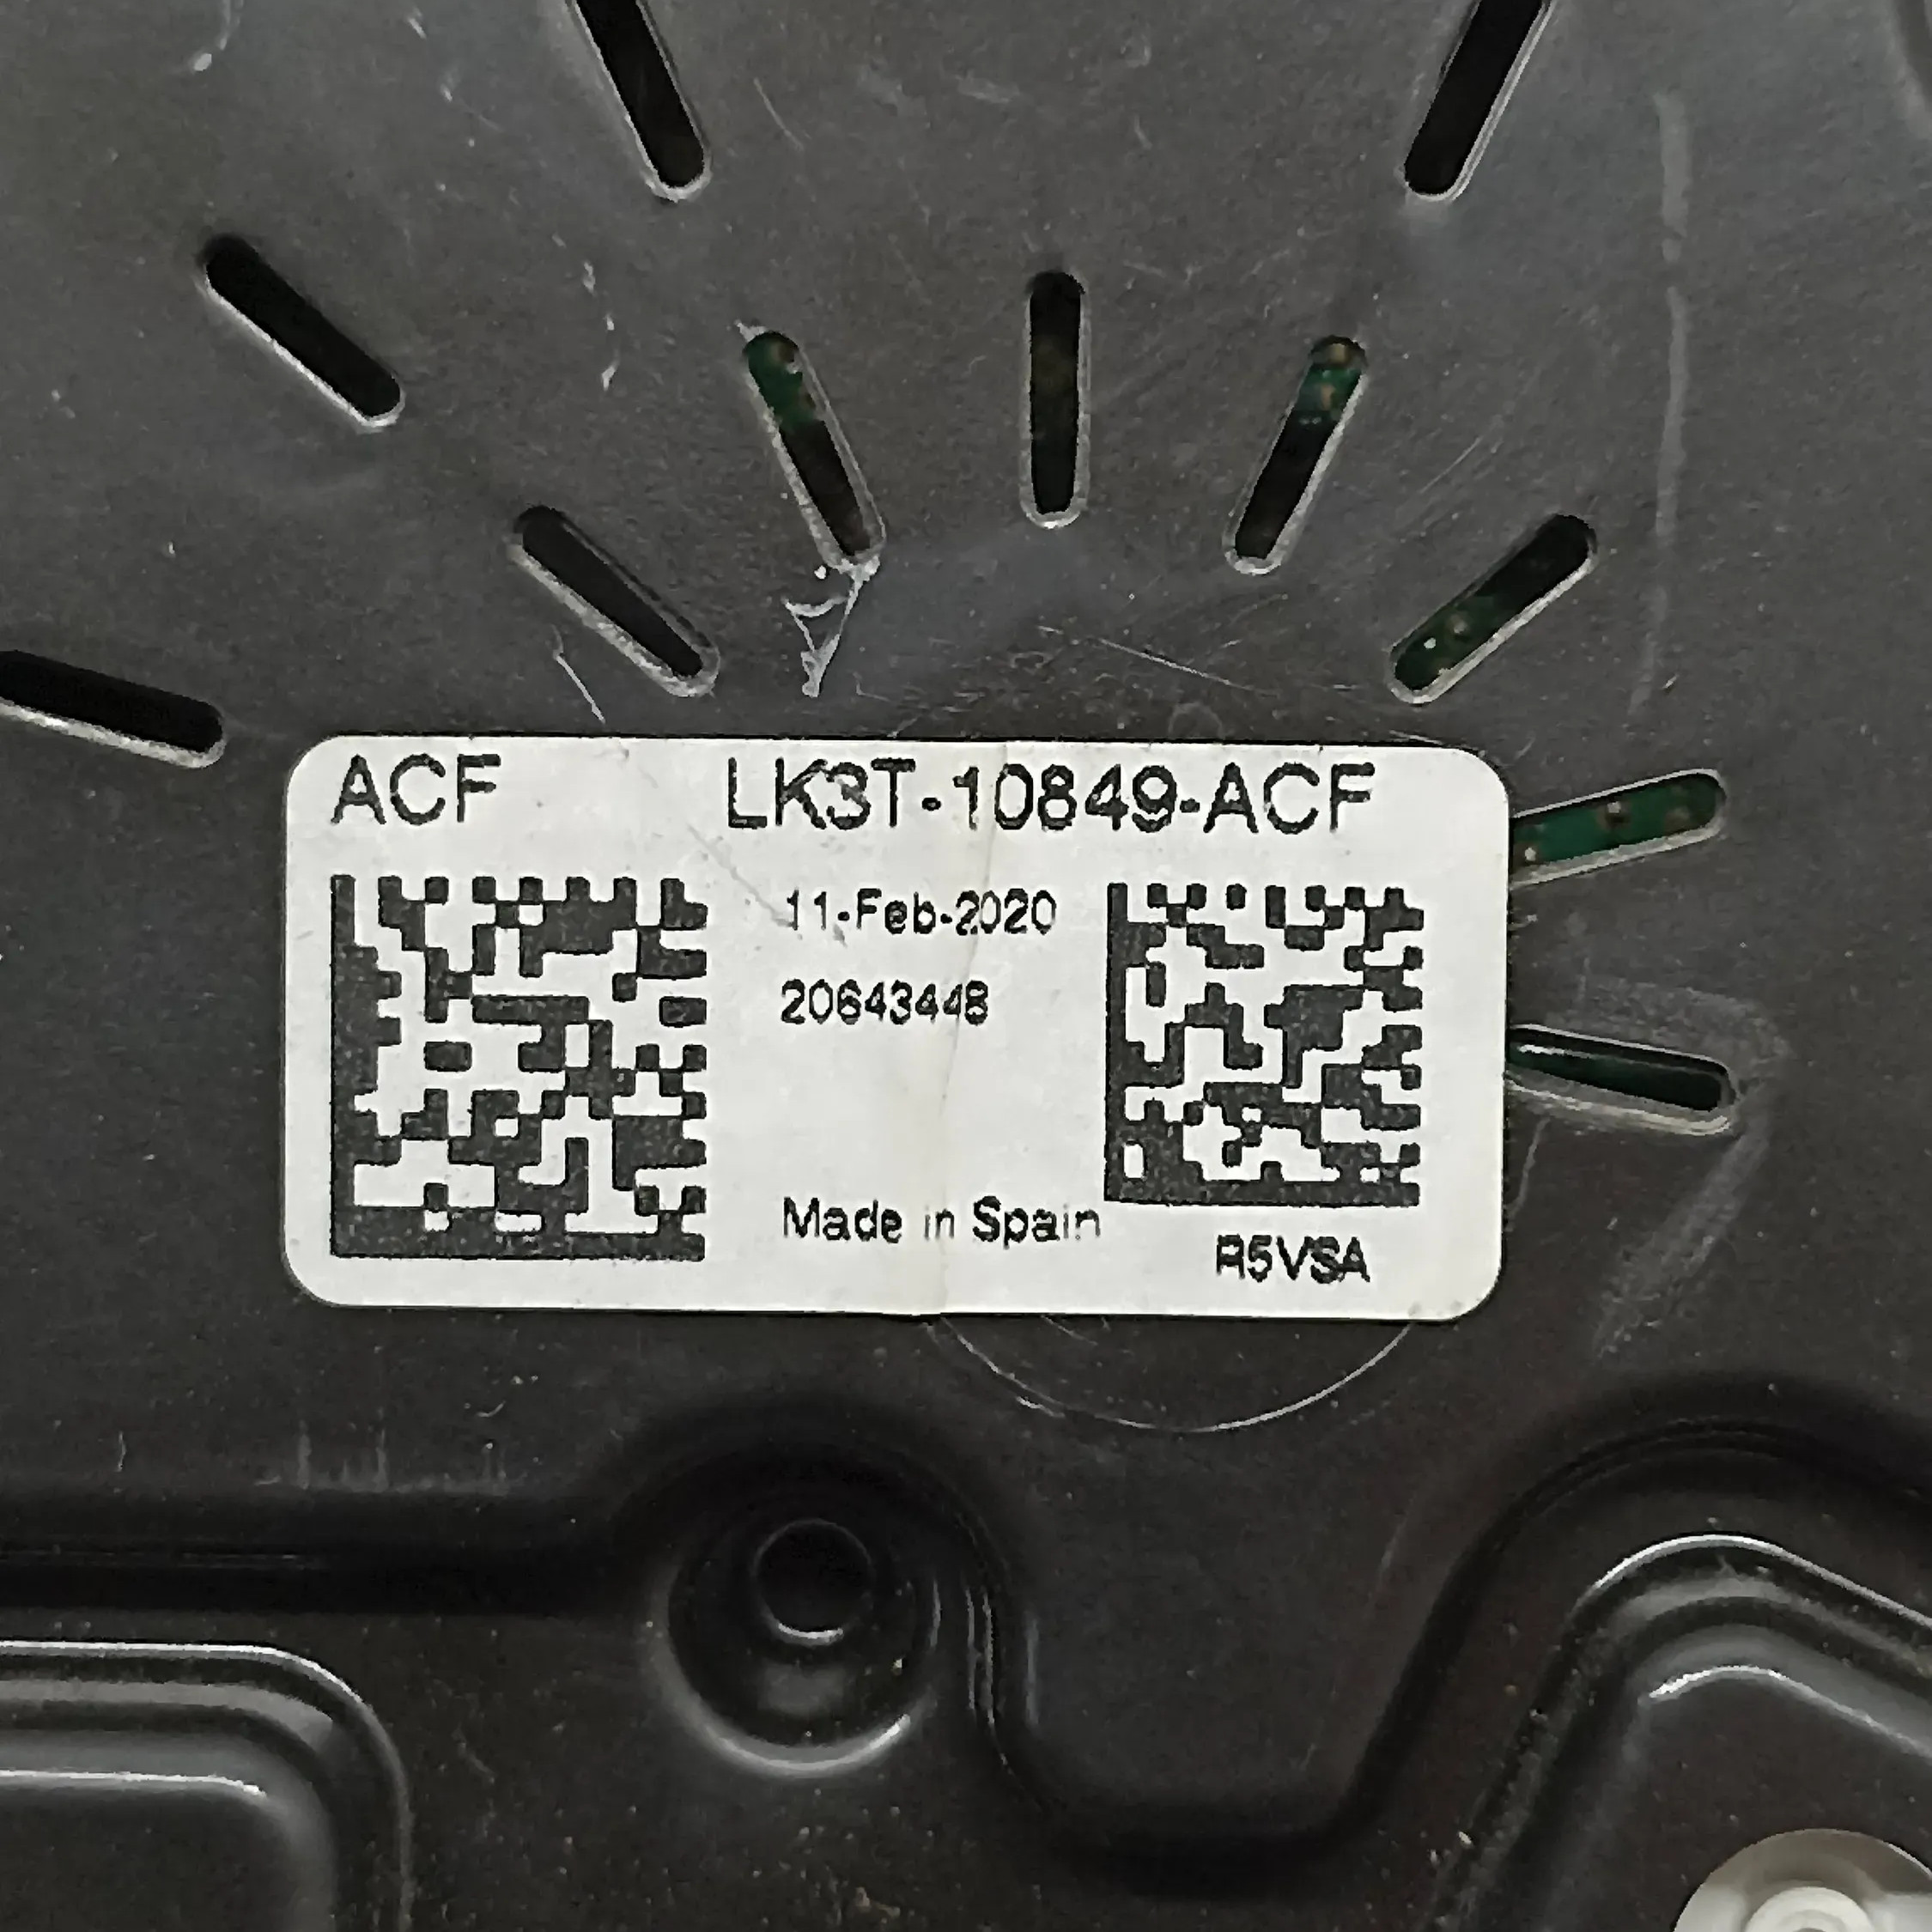 ACF LK3T-10849-ACF
11-Feb-2020
20643448
Made in Spain
R5VSA